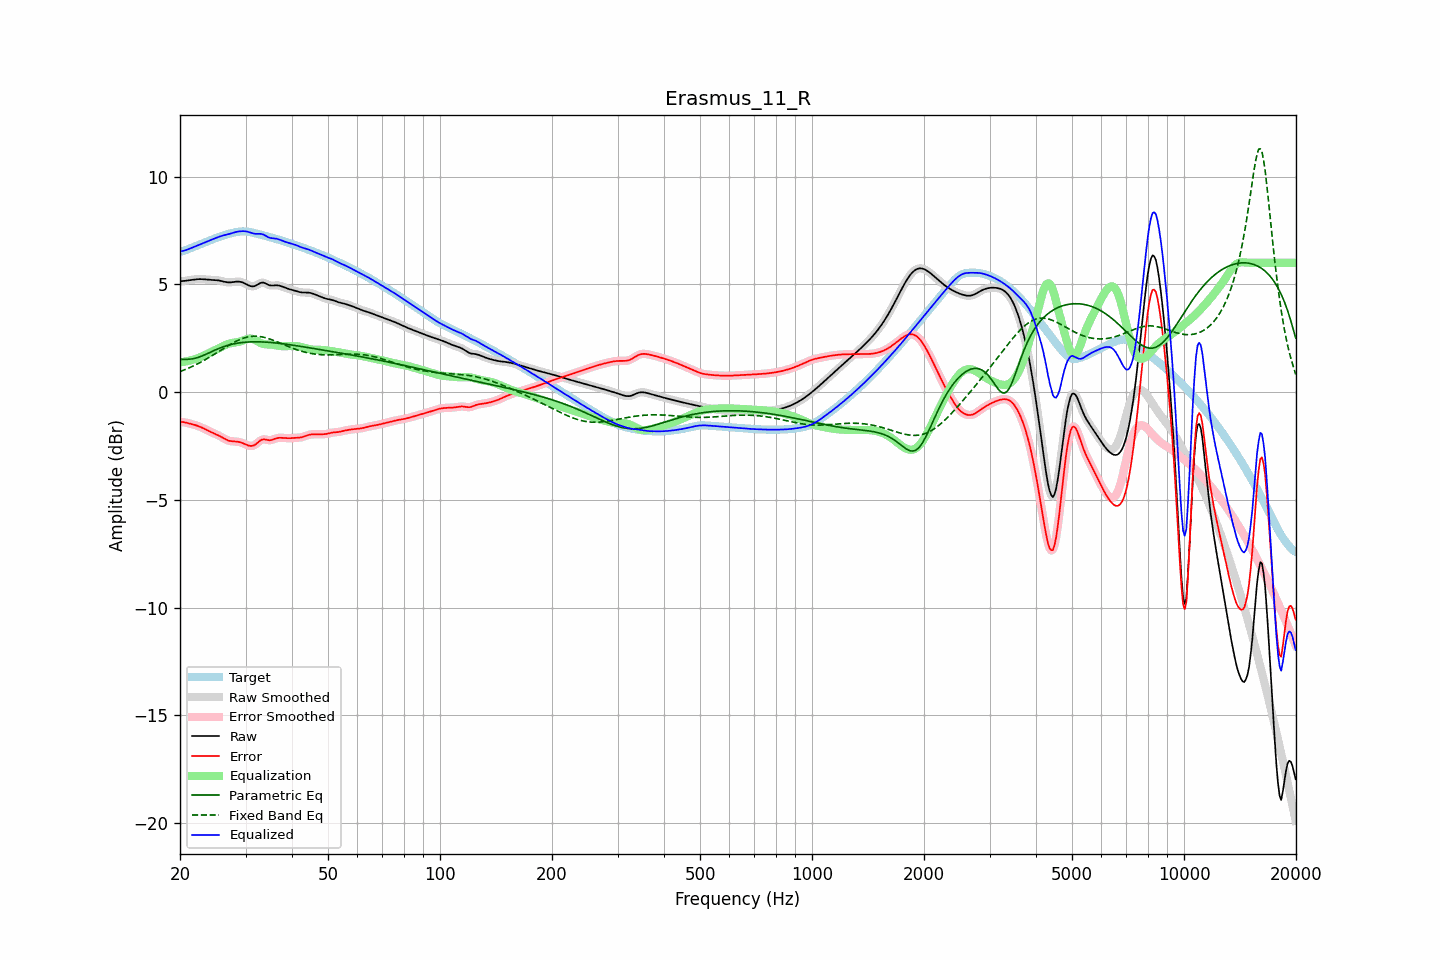 Erasmus_11_R
10
5
0
−5
−10
−15
−20
Amplitude (dBr)
Target
Raw Smoothed
Error Smoothed
Raw
Error
Equalization
Parametric Eq
Fixed Band Eq
Equalized
20 50 100 200 500 1000 2000 5000 10000 20000
Frequency (Hz)